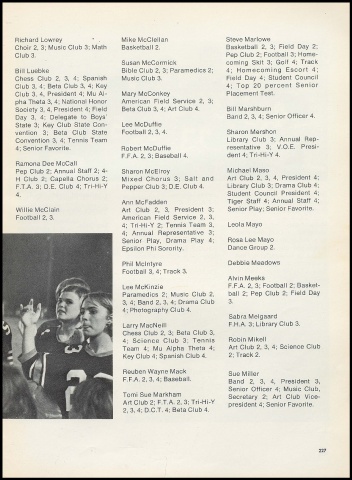 Richard Lowrey
Choir 2, 3; Music Club 3; Math
Club 3.
Bill Luebke
Chess Club 2, 3, 4; Spanish
Club 3, 4; Beta Club 3, 4; Key
Club 3, 4, President 4; Mu Al-
pha Theta 3, 4; National Honor
Society 3, 4, President 4; Field
Day 3, 4; Delegate to Boys'
State 3; Key Club State Con-
vention 3; Beta Club State
Convention 3, 4; Tennis Team
4; Senior Favorite.
Ramona Dee McCall
Pep Club 2; Annual Staff 2; 4-
H Club 2; Capella Chorus 2;
F.T.A. 3; D.E. Club 4; Tri-Hi-Y
4.
Willie McClain
Football 2, 3.
Mike McClellan
Basketball 2.
Susan McCormick
Bible Club 2, 3; Paramedics 2;
Music Club 3.
Mary McConkey
American Field Service 2, 3;
Beta Club 3, 4; Art Club 4.
Lee McDuffie
Football 2, 3, 4.
Robert McDuffie
F.F.A. 2, 3; Baseball 4.
Sharon McElroy
Mixed Chorus 3; Salt and
Pepper Club 3; D.E. Club 4.
Ann McFadden
Art Club 2, 3, President 3;
American Field Service 2, 3,
4; Tri-Hi-Y 2; Tennis Team 3,
4; Annual Representative 3;
Senior Play, Drama Play 4;
Epsilon Phi Sorority.
Phil McIntyre
Football 3, 4; Track 3.
Lee McKinzie
Paramedics 2; Music Club 2,
3, 4; Band 2, 3, 4; Drama Club
4; Photography Club 4.
Larry MacNeill
Chess Club 2, 3; Beta Club 3,
4; Science Club 3; Tennis
Team 4; Mu Alpha Theta 4;
Key Club 4; Spanish Club 4.
Reuben Wayne Mack
F.F.A. 2, 3, 4; Baseball.
Tomi Sue Markham
Art Club 2; F.T.A. 2, 3; Tri-Hi-Y
2, 3, 4; D.C.T. 4; Beta Club 4.
Steve Marlowe
Basketball 2, 3; Field Day 2;
Pep Club 2; Football 3; Home-
coming Skit 3; Golf 4; Track
4; Homecoming Escort 4;
Field Day 4; Student Council
4; Top 20 percent Senior
Placement Test.
Bill Marshburn
Band 2, 3, 4; Senior Officer 4.
Sharon Mershon
Library Club 3; Annual Rep-
resentative 3; V.O.E. Presi-
dent 4; Tri-Hi-Y 4.
Michael Maso
Art Club 2, 3, 4, President 4;
Library Club 3; Drama Club 4;
Student Council President 4;
Tiger Staff 4; Annual Staff 4;
Senior Play; Senior Favorite.
Leola Mayo
Rosa Lee Mayo
Dance Group 2.
Debbie Meadows
Alvin Meeks
F.F.A. 2, 3; Football 2; Basket-
ball 2; Pep Club 2; Field Day
3.
Sabra Melgaard
F.H.A. 3; Library Club 3.
Robin Mikell
Art Club 2, 3, 4; Science Club
2; Track 2.
Sue Miller
Band 2, 3, 4, President 3,
Senior Officer 4; Music Club,
Secretary 2; Art Club Vice-
president 4; Senior Favorite.
227